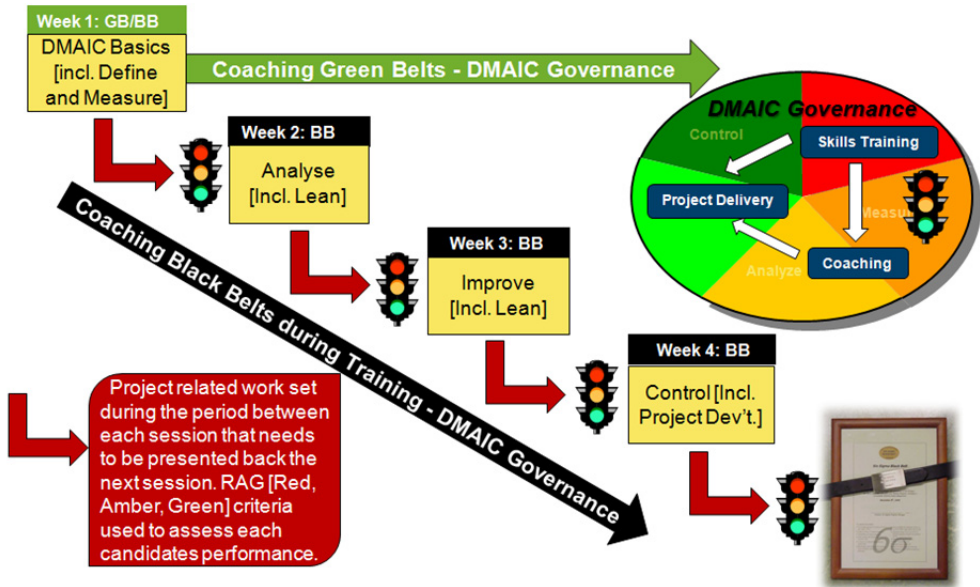 Week 1: GB/BB
DMAIC Basics
[incl. Define
and Measure]
Coaching Green Belts - DMAIC Governance
Week 2: BB
Analyse
[Incl. Lean]
Week 3: BB
Improve
[Incl. Lean]
Week 4: BB
Control [Incl.
Project Dev't.]
Coaching Black Belts during Training - DMAIC Governance
DMAIC Governance
Control
Skills Training
Project Delivery
Measu
Analyze
Coaching
Project related work set
during the period between
each session that needs
to be presented back the
next session. RAG [Red,
Amber, Green] criteria
used to assess each
candidates performance.
6σ